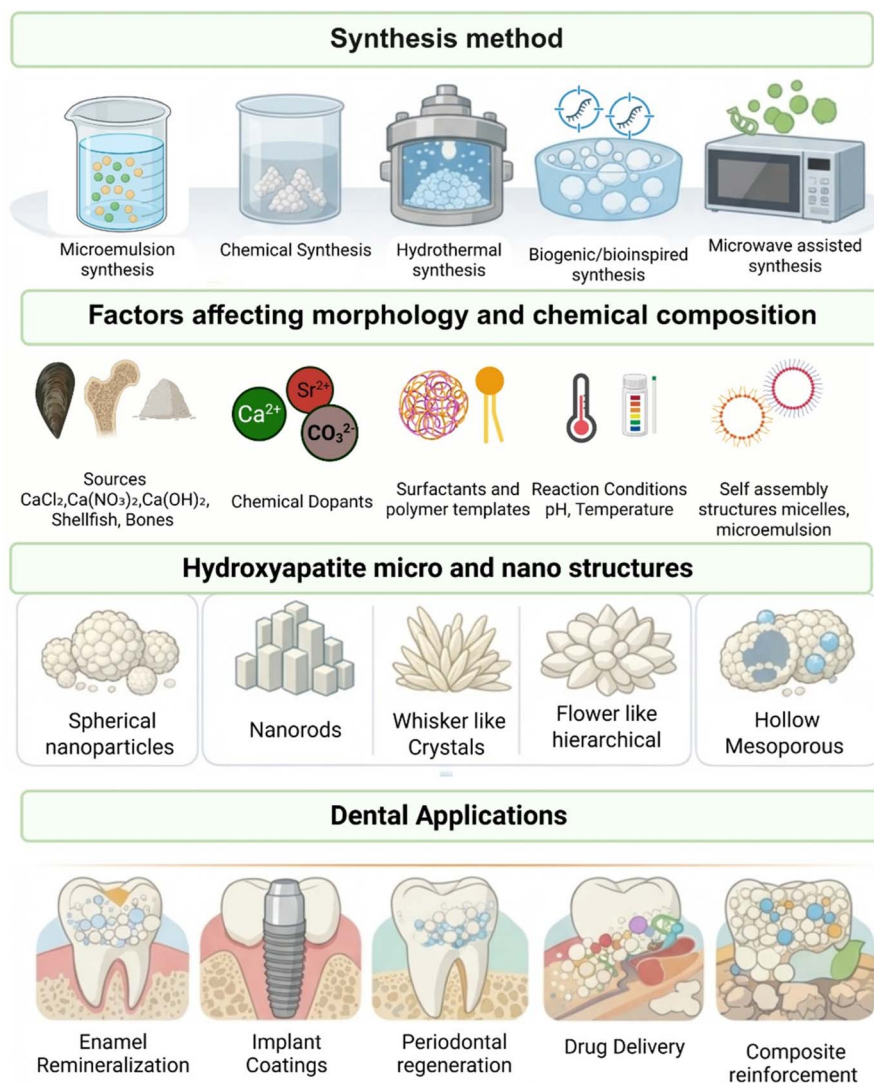 Synthesis method
Microemulsion
synthesis
Chemical Synthesis
Hydrothermal
synthesis
Biogenic/bioinspired
synthesis
Microwave assisted
synthesis
Factors affecting morphology and chemical composition
Ca²⁺
Sr²⁺
CO₃²⁻
Sources
CaCl₂,Ca(NO₃)₂,Ca(OH)₂,
Shellfish, Bones
Chemical Dopants
Surfactants and
polymer templates
Reaction Conditions
pH, Temperature
Self assembly
structures micelles,
microemulsion
Hydroxyapatite micro and nano structures
Spherical
nanoparticles
Nanorods
Whisker like
Crystals
Flower like
hierarchical
Hollow
Mesoporous
Dental Applications
Enamel
Remineralization
Implant
Coatings
Periodontal
regeneration
Drug Delivery
Composite
reinforcement